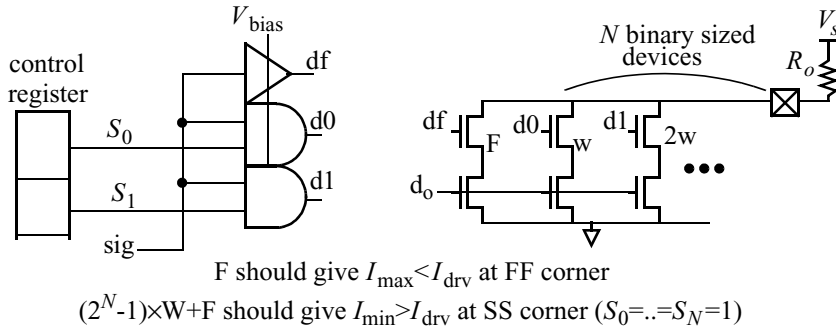 V_bias
N binary sized
devices
V_s
R_o
control
register
df
S_0
d0
S_1
d1
sig
df
F
d0
w
d1
2w
•••
d_o
F should give I_max<I_drv at FF corner
(2^N-1)×W+F should give I_min>I_drv at SS corner (S_0=..=S_N=1)